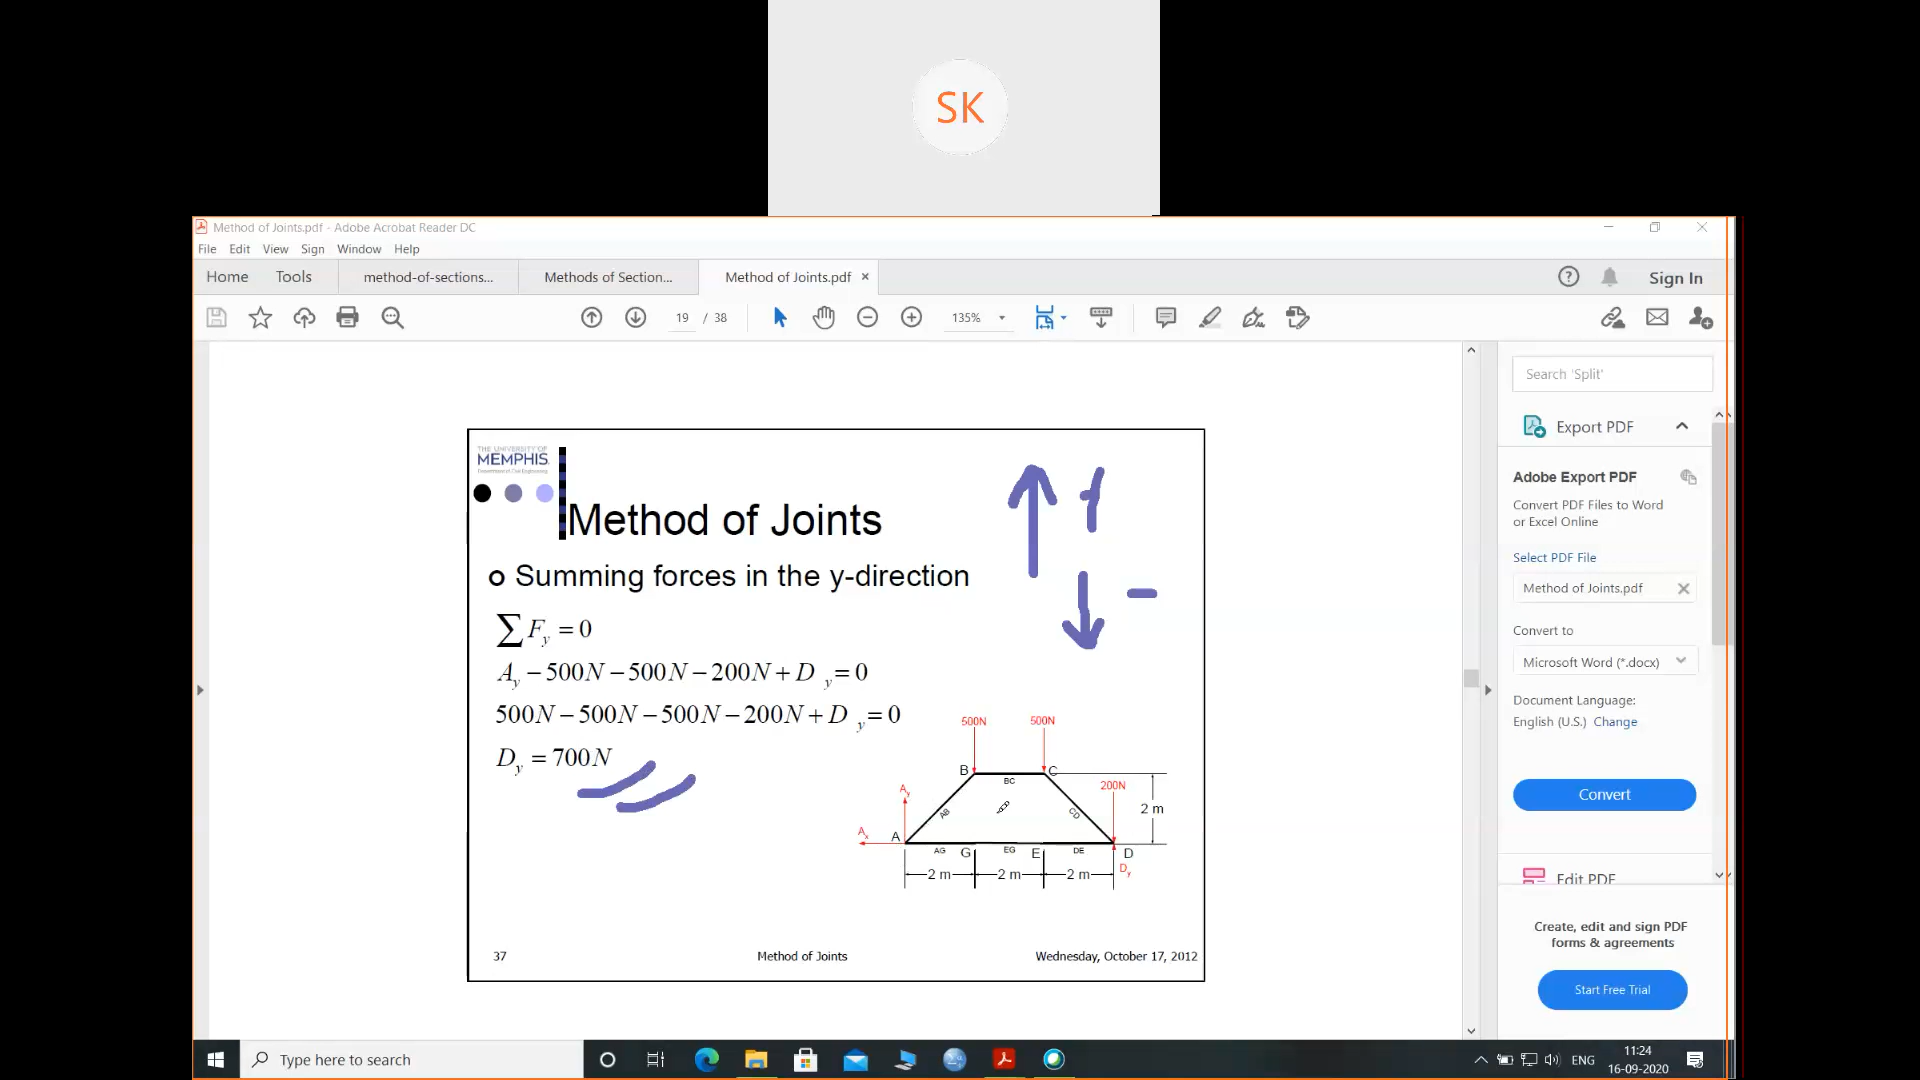 SK
Method of Joints.pdf - Adobe Acrobat Reader DC
File Edit View Sign Window Help
Home Tools method-of-sections... Methods of Section... Method of Joints.pdf × Sign In
19 / 38 135%
Search 'Split'
Export PDF
Adobe Export PDF
Convert PDF Files to Word
or Excel Online
Select PDF File
Method of Joints.pdf
Convert to
Microsoft Word (*.docx)
Document Language:
English (U.S.) Change
Convert
Edit PDF
Create, edit and sign PDF
forms & agreements
Start Free Trial
THE UNIVERSITY OF
MEMPHIS
Department of Civil Engineering
Method of Joints
Summing forces in the y-direction
∑ F_y = 0
A_y − 500N − 500N − 200N + D_y = 0
500N − 500N − 500N − 200N + D_y = 0
D_y = 700N
500N 500N
B C
BC
200N
A_y
AB CD 2 m
A_x A
AG G EG E DE D
2 m 2 m 2 m D_y
37 Method of Joints Wednesday, October 17, 2012
Type here to search
ENG
11:24
16-09-2020